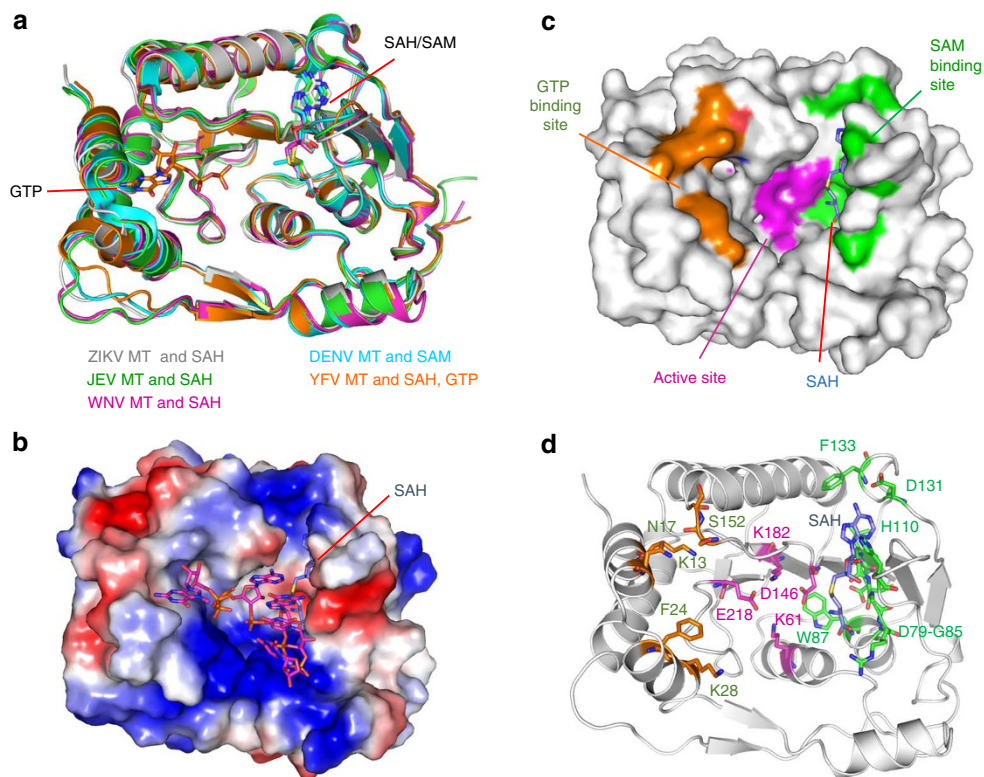 a
SAH/SAM
GTP
ZIKV MT and SAH
JEV MT and SAH
WNV MT and SAH
DENV MT and SAM
YFV MT and SAH, GTP
b
SAH
c
GTP
binding
site
SAM
binding
site
Active site
SAH
d
F133
D131
SAH
H110
S152
N17
K13
K182
D146
E218
F24
K61
W87
D79-G85
K28